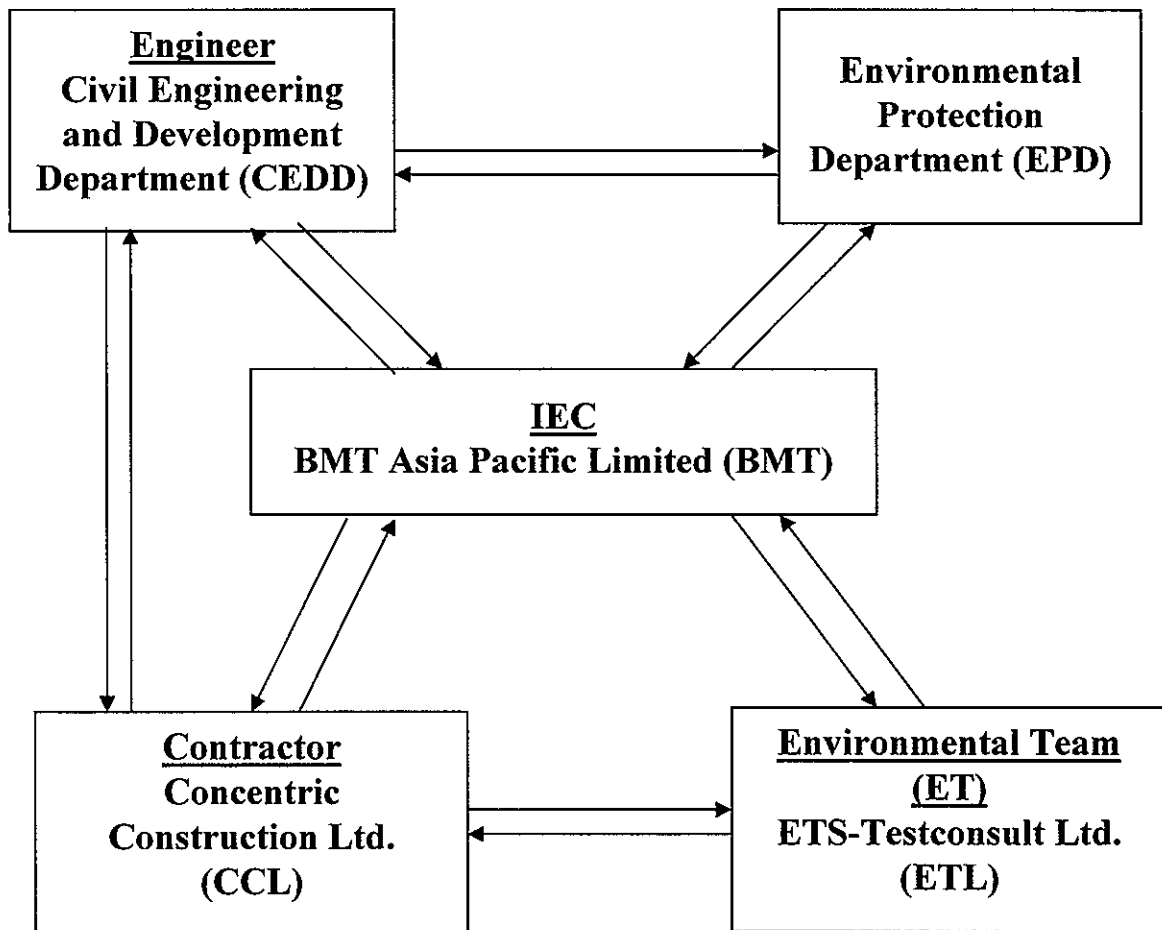 Engineer
Civil Engineering
and Development
Department (CEDD)
Environmental
Protection
Department (EPD)
IEC
BMT Asia Pacific Limited (BMT)
Contractor
Concentric
Construction Ltd.
(CCL)
Environmental Team
(ET)
ETS-Testconsult Ltd.
(ETL)